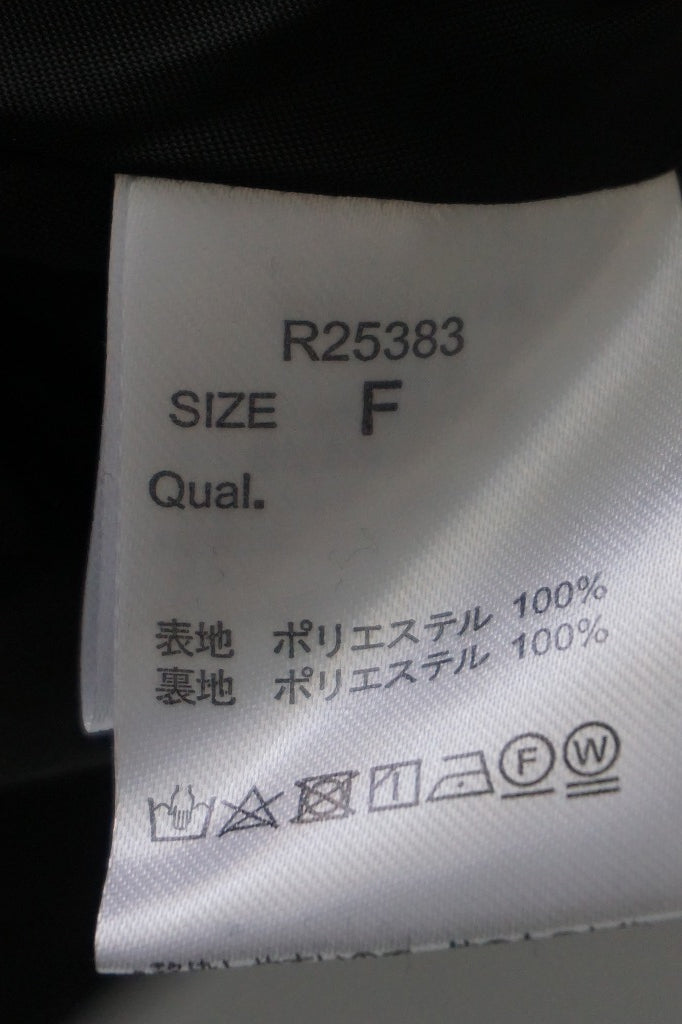 R25383
SIZE F
Qual.
表地 ポリエステル 100%
裏地 ポリエステル 100%
F W